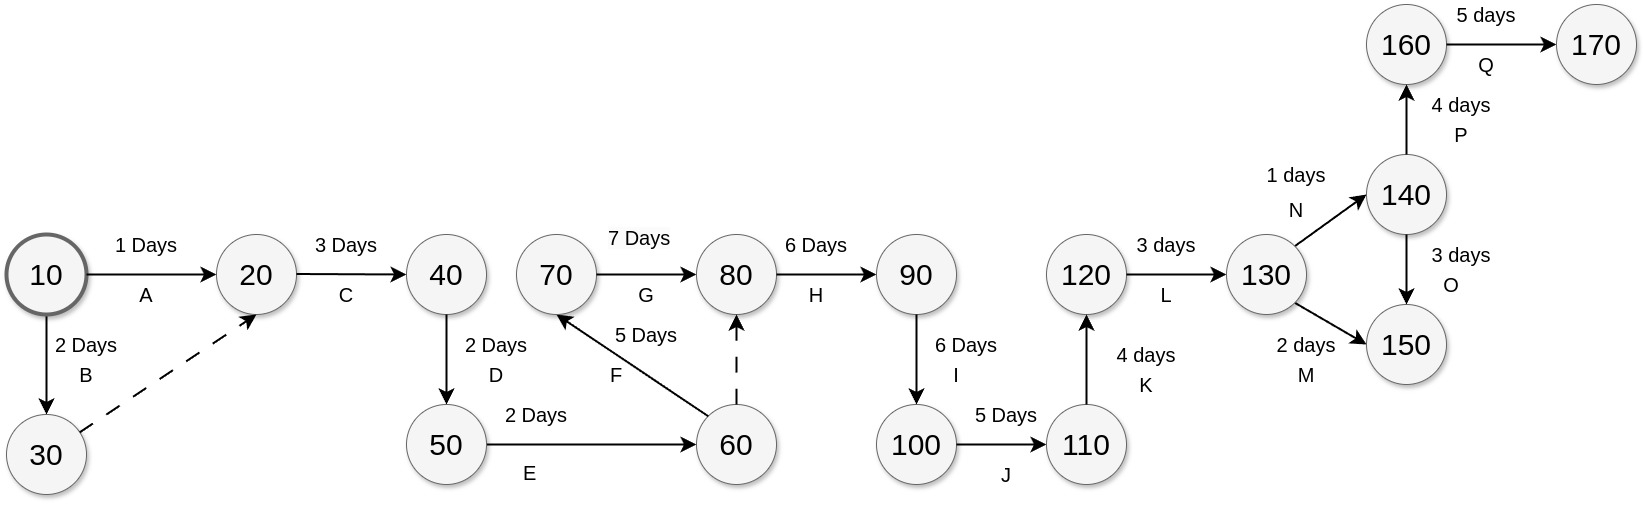 5 days
160
170
Q
4 days
P
1 days
140
N
7 Days
1 Days
3 Days
6 Days
3 days
3 days
10
20
40
70
80
90
120
130
O
A
C
G
H
L
5 Days
2 Days
2 Days
6 Days
4 days
2 days
150
B
D
F
I
K
M
2 Days
5 Days
30
50
60
100
110
E
J